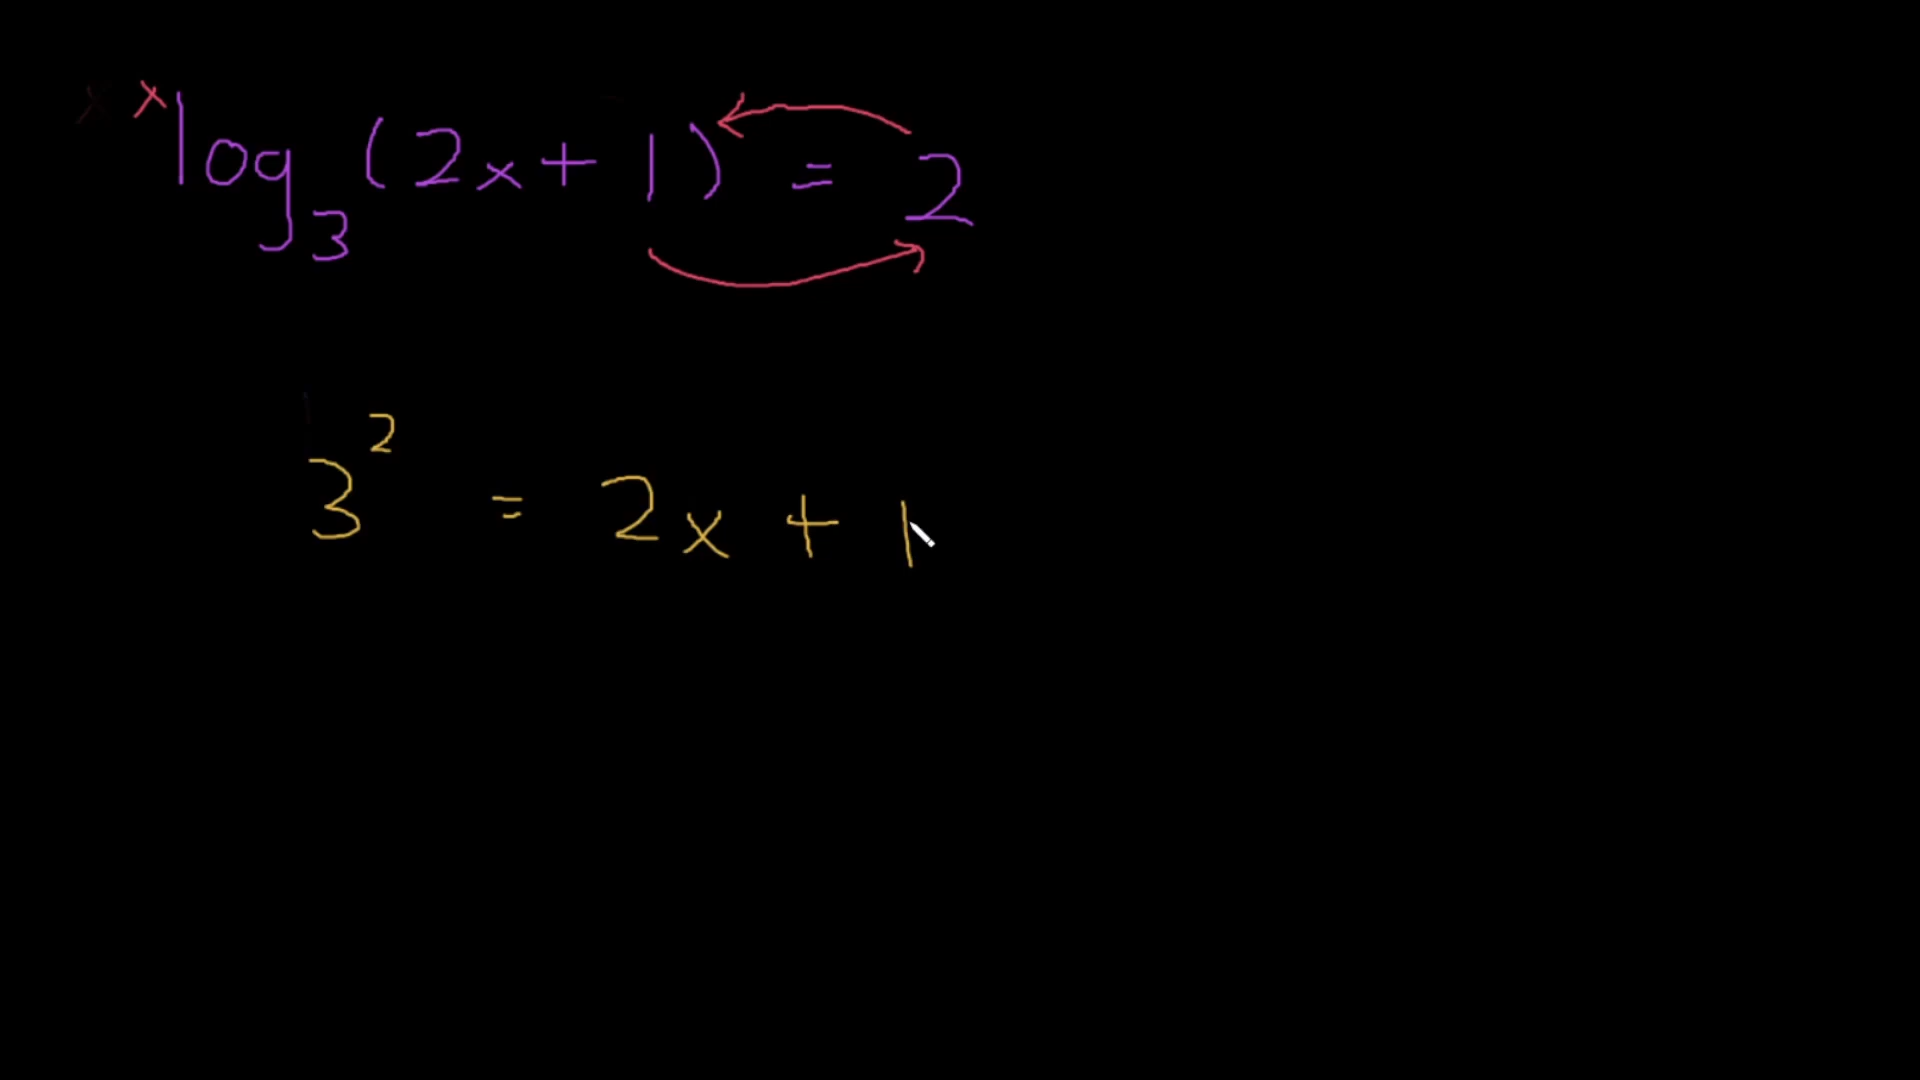 x log₃(2x+1) = 2
3² = 2x + 1